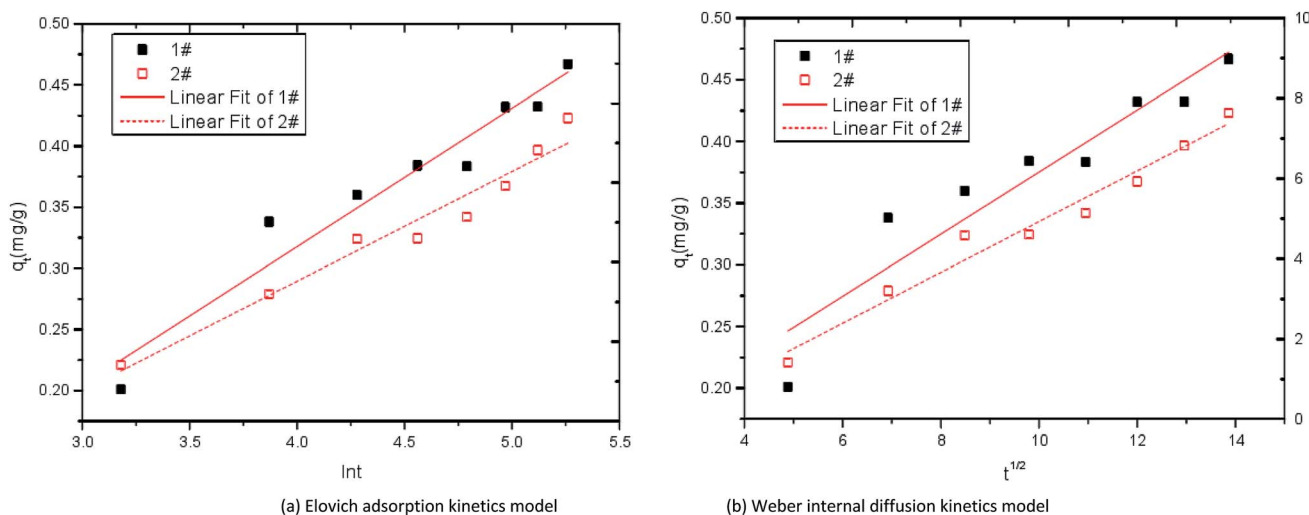 0.50
0.45
0.40
0.35
0.30
0.25
0.20
qt(mg/g)
1#
2#
Linear Fit of 1#
Linear Fit of 2#
3.0 3.5 4.0 4.5 5.0 5.5
lnt
(a) Elovich adsorption kinetics model
0.50
0.45
0.40
0.35
0.30
0.25
0.20
qt(mg/g)
1#
2#
Linear Fit of 1#
Linear Fit of 2#
10
8
6
4
2
0
4 6 8 10 12 14
t1/2
(b) Weber internal diffusion kinetics model